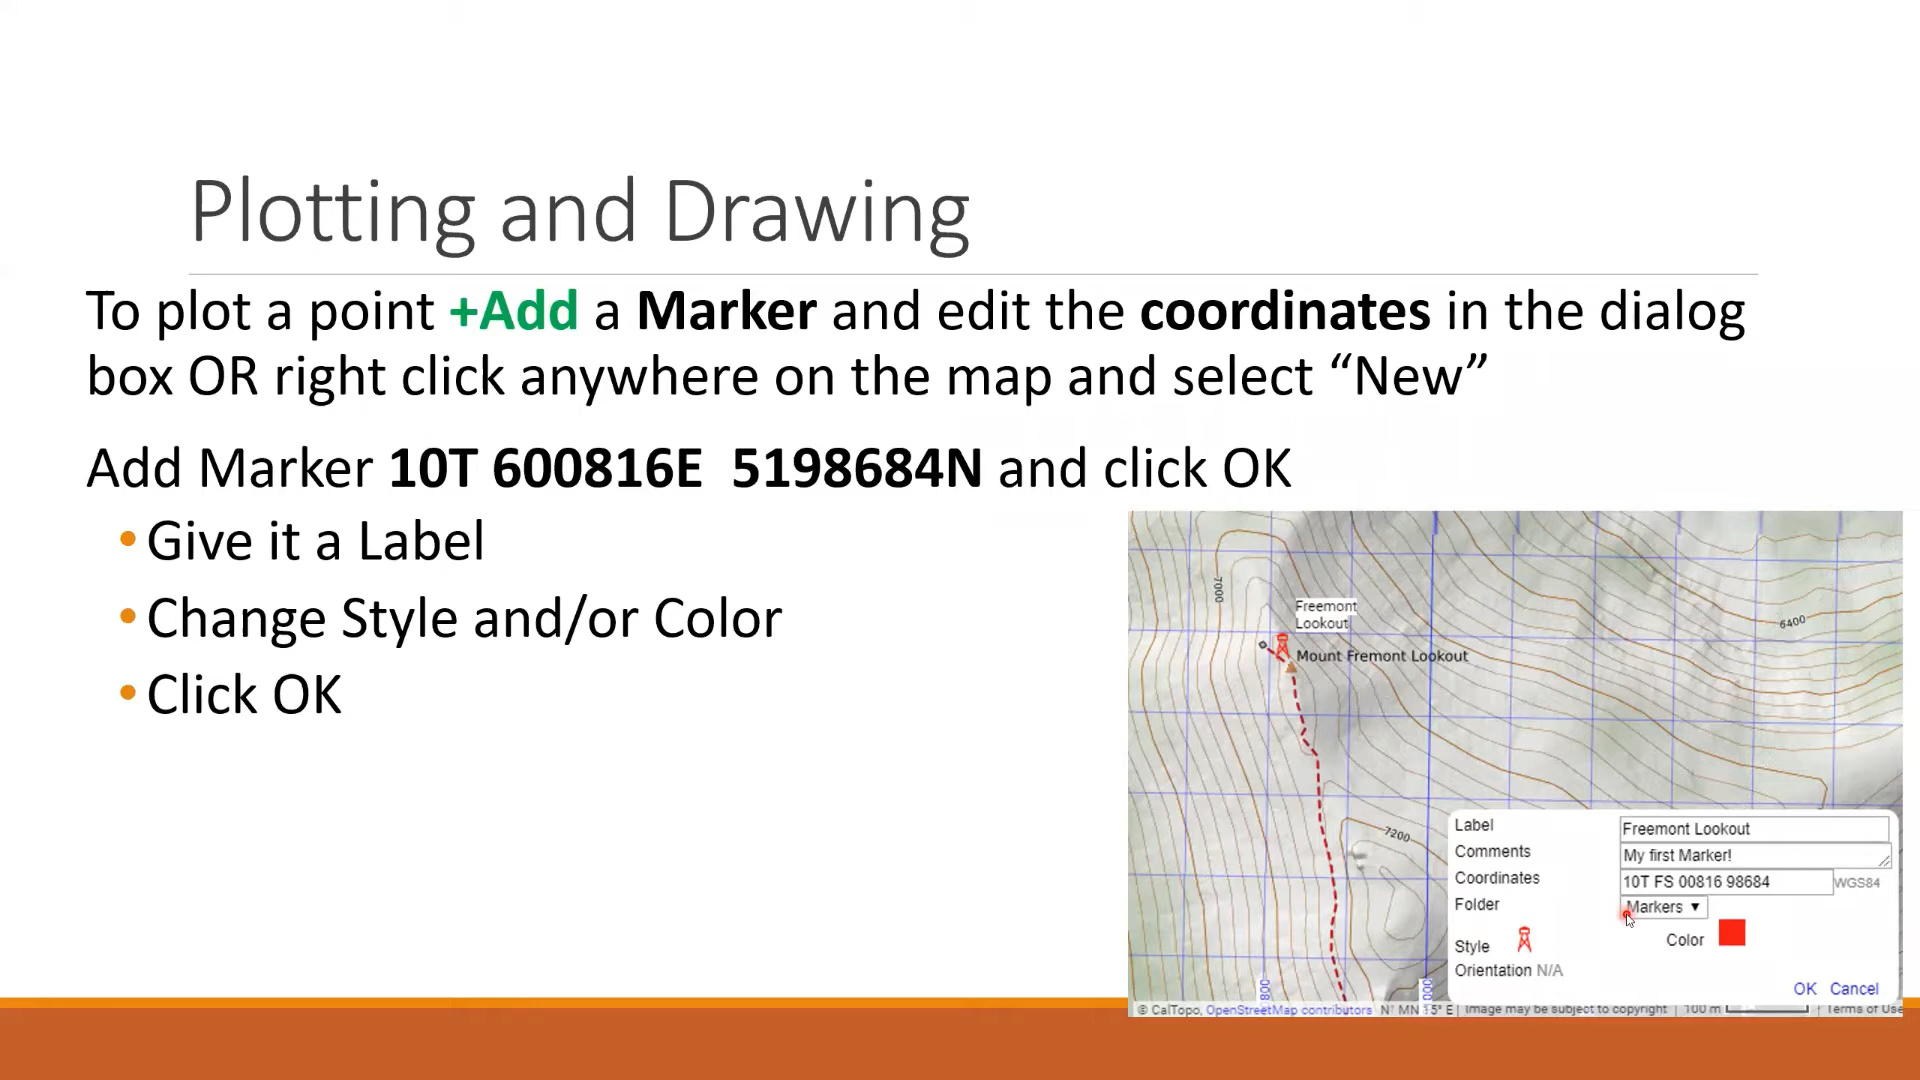 Plotting and Drawing
To plot a point +Add a Marker and edit the coordinates in the dialog
box OR right click anywhere on the map and select “New”
Add Marker 10T 600816E  5198684N and click OK
• Give it a Label
• Change Style and/or Color
• Click OK
7000
Freemont
Lookout
6400
Mount Fremont Lookout
7200
Label Freemont Lookout
Comments My first Marker!
Coordinates 10T FS 00816 98684 WGS84
Folder Markers ▼
Style Color
Orientation N/A
OK Cancel
800
000
© CalTopo, OpenStreetMap contributors N° MN 15° E Image may be subject to copyright 100 m Terms of Use